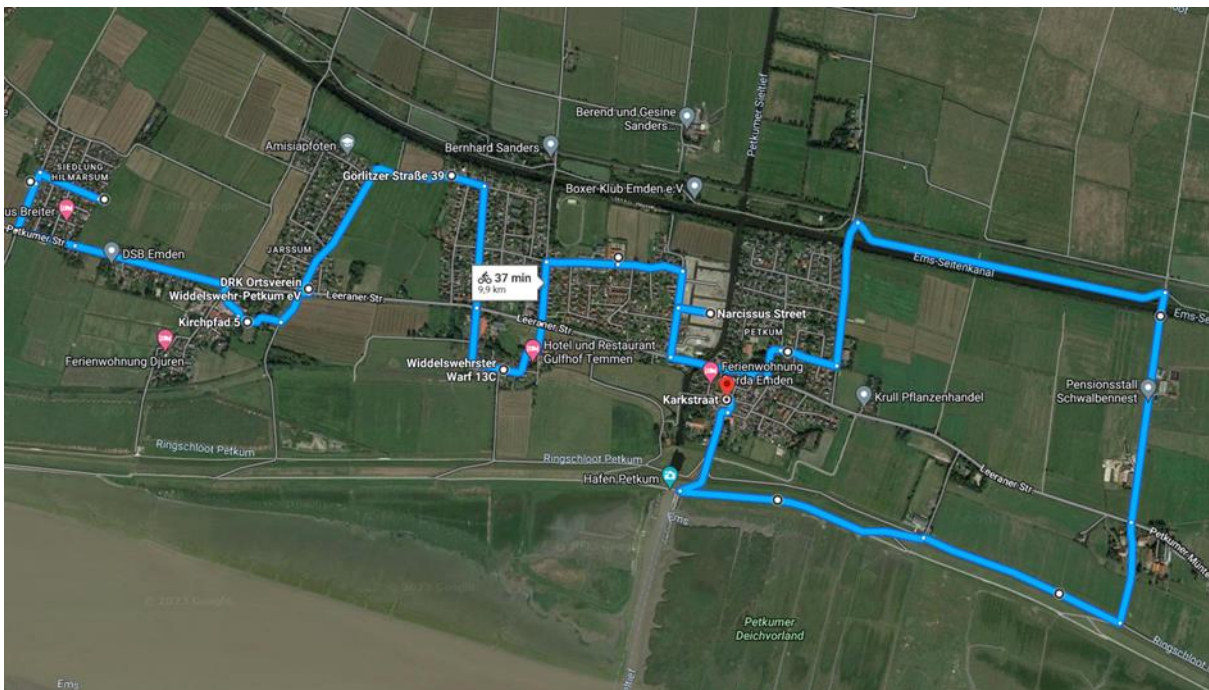 Berend und Gesine
Sanders...
Petkumer Sieltief
Amisiapfoten
Bernhard Sanders
SIEDLUNG
HILMARSUM
Görlitzer Straße 39
Boxer-Klub Emden e.V
us Breiter
Petkumer Str.
DSB Emden
JARSSUM
Ems-Seitenkanal
37 min
9,9 km
DRK Ortsverein
Widdelswehr-Petkum eV
Leeraner-Str.
Ems-Se
Kirchpfad 5
Narcissus Street
Leeraner-Str.
PETKUM
Ferienwohnung Djuren
Hotel und Restaurant
Gulfhof Temmen
Widdelswehrster
Warf 13C
Ferienwohnung
erda Emden
Karkstraat
Krull Pflanzenhandel
Pensionsstall
Schwalbennest
Ringschloot Petkum
Ringschloot Petkum
Hafen Petkum
Leeraner-Str.
Ems
Petkumer-Münte
Petkumer
Deichvorland
Ringschloot
Ems